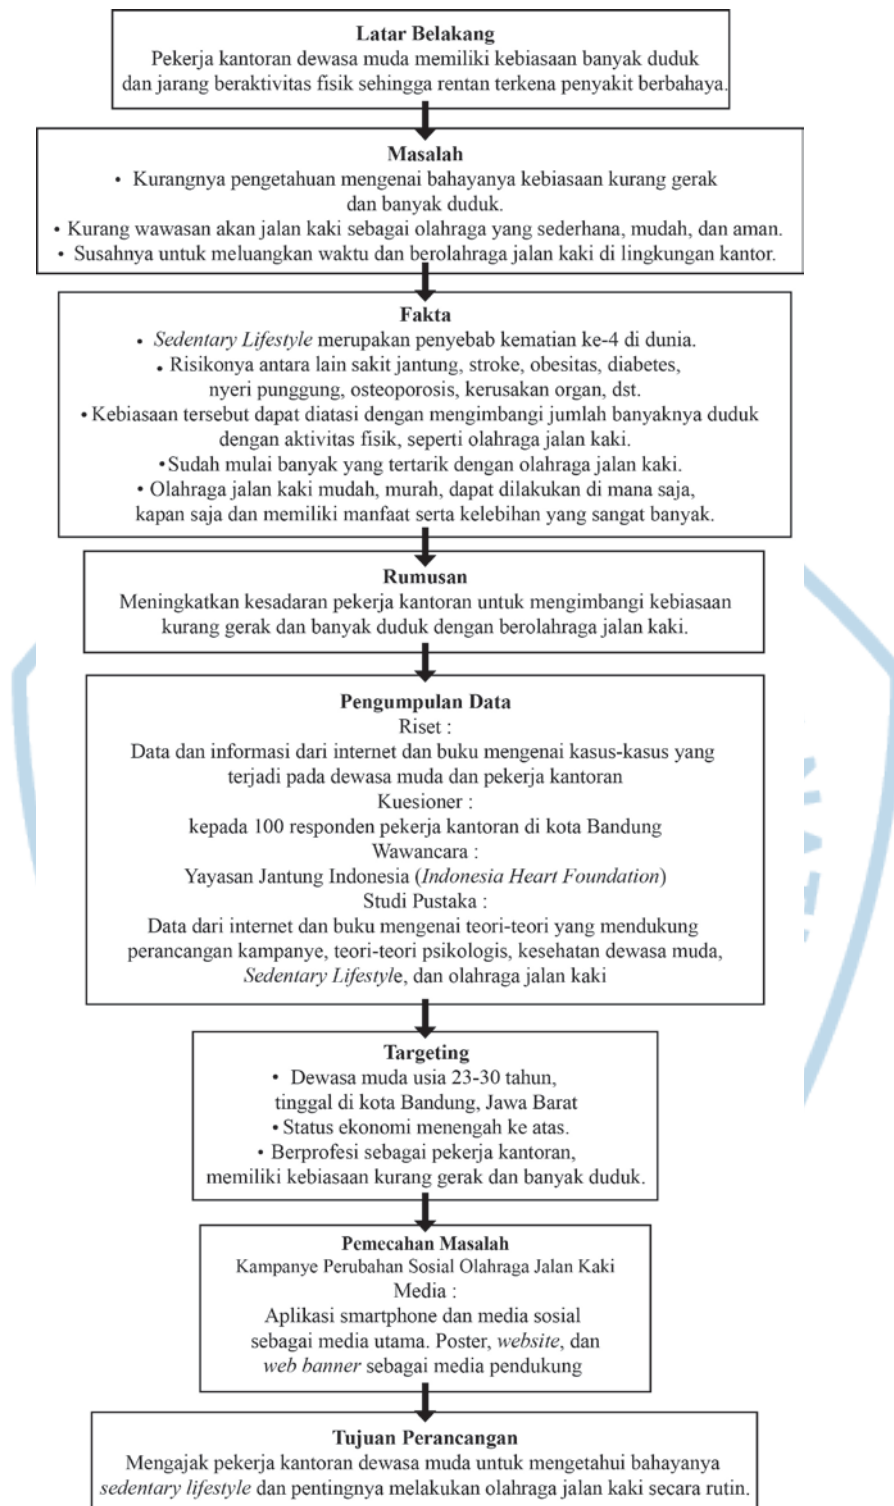 Latar Belakang
Pekerja kantoran dewasa muda memiliki kebiasaan banyak duduk
dan jarang beraktivitas fisik sehingga rentan terkena penyakit berbahaya.
Masalah
• Kurangnya pengetahuan mengenai bahayanya kebiasaan kurang gerak
dan banyak duduk.
• Kurang wawasan akan jalan kaki sebagai olahraga yang sederhana, mudah, dan aman.
• Susahnya untuk meluangkan waktu dan berolahraga jalan kaki di lingkungan kantor.
Fakta
• Sedentary Lifestyle merupakan penyebab kematian ke-4 di dunia.
• Risikonya antara lain sakit jantung, stroke, obesitas, diabetes,
nyeri punggung, osteoporosis, kerusakan organ, dst.
• Kebiasaan tersebut dapat diatasi dengan mengimbangi jumlah banyaknya duduk
dengan aktivitas fisik, seperti olahraga jalan kaki.
•Sudah mulai banyak yang tertarik dengan olahraga jalan kaki.
• Olahraga jalan kaki mudah, murah, dapat dilakukan di mana saja,
kapan saja dan memiliki manfaat serta kelebihan yang sangat banyak.
Rumusan
Meningkatkan kesadaran pekerja kantoran untuk mengimbangi kebiasaan
kurang gerak dan banyak duduk dengan berolahraga jalan kaki.
Pengumpulan Data
Riset :
Data dan informasi dari internet dan buku mengenai kasus-kasus yang
terjadi pada dewasa muda dan pekerja kantoran
Kuesioner :
kepada 100 responden pekerja kantoran di kota Bandung
Wawancara :
Yayasan Jantung Indonesia (Indonesia Heart Foundation)
Studi Pustaka :
Data dari internet dan buku mengenai teori-teori yang mendukung
perancangan kampanye, teori-teori psikologis, kesehatan dewasa muda,
Sedentary Lifestyle, dan olahraga jalan kaki
Targeting
• Dewasa muda usia 23-30 tahun,
tinggal di kota Bandung, Jawa Barat
•Status ekonomi menengah ke atas.
• Berprofesi sebagai pekerja kantoran,
memiliki kebiasaan kurang gerak dan banyak duduk.
Pemecahan Masalah
Kampanye Perubahan Sosial Olahraga Jalan Kaki
Media :
Aplikasi smartphone dan media sosial
sebagai media utama. Poster, website, dan
web banner sebagai media pendukung
Tujuan Perancangan
Mengajak pekerja kantoran dewasa muda untuk mengetahui bahayanya
sedentary lifestyle dan pentingnya melakukan olahraga jalan kaki secara rutin.